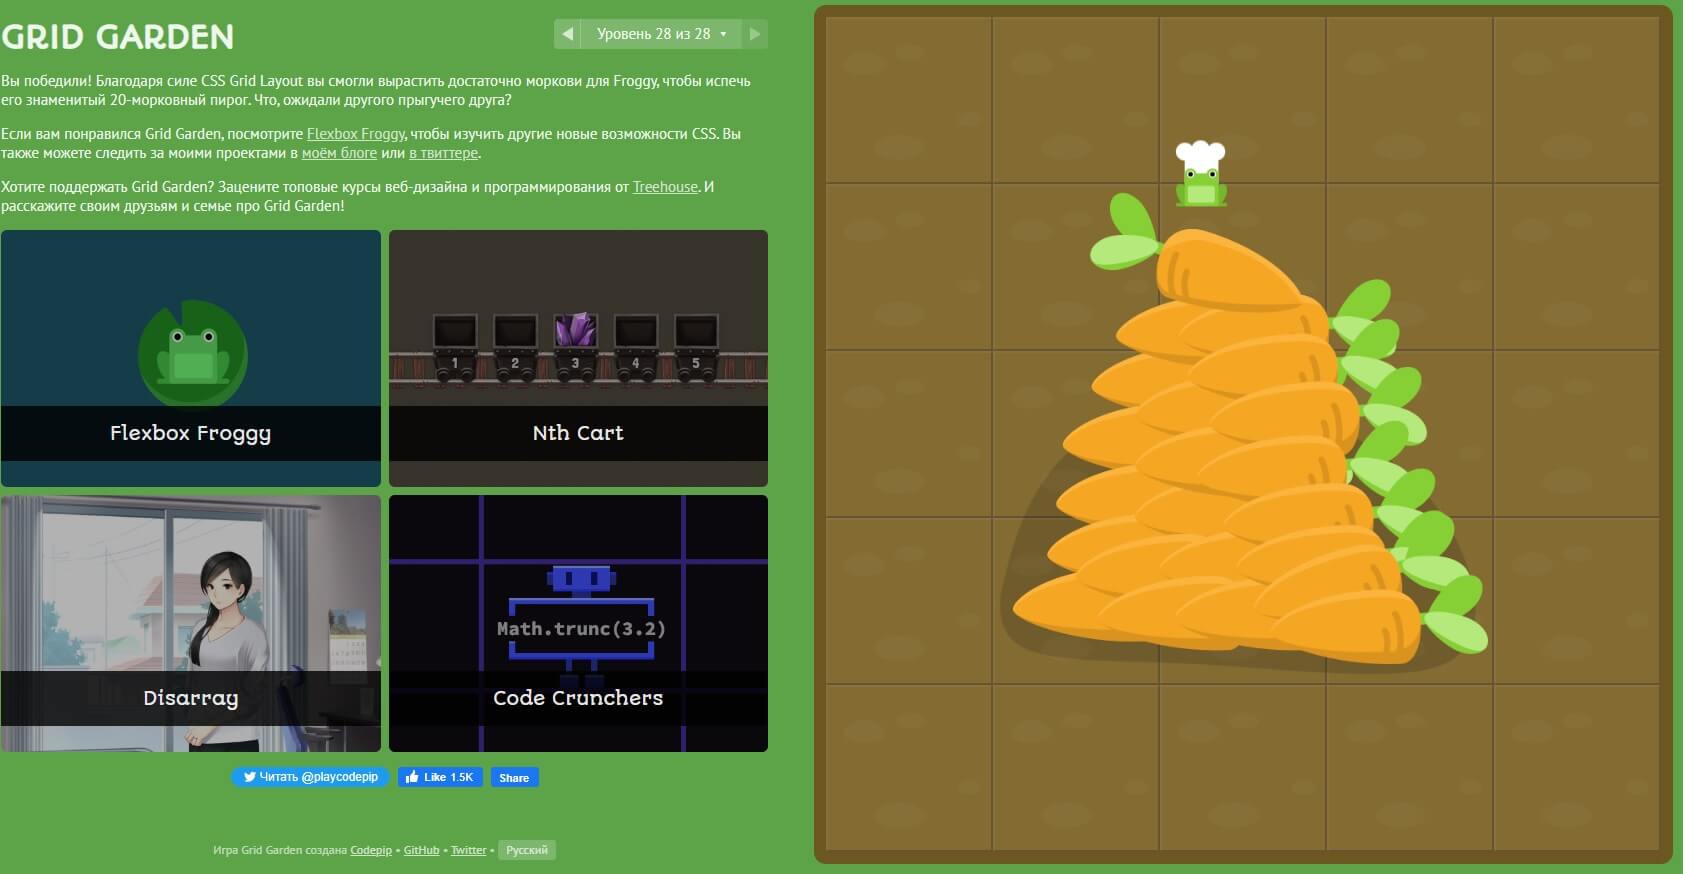 GRID GARDEN
Уровень 28 из 28
Вы победили! Благодаря силе CSS Grid Layout вы смогли вырастить достаточно моркови для Froggy, чтобы испечь
его знаменитый 20-морковный пирог. Что, ожидали другого прыгучего друга?
Если вам понравился Grid Garden, посмотрите Flexbox Froggy, чтобы изучить другие новые возможности CSS. Вы
также можете следить за моими проектами в моём блоге или в твиттере.
Хотите поддержать Grid Garden? Зацените топовые курсы веб-дизайна и программирования от Treehouse. И
расскажите своим друзьям и семье про Grid Garden!
1 2 3 4 5
Flexbox Froggy
Nth Cart
Math.trunc(3.2)
Disarray
Code Crunchers
Читать @playcodepip
Like 1.5K
Share
Игра Grid Garden создана Codepip • GitHub • Twitter • Русский